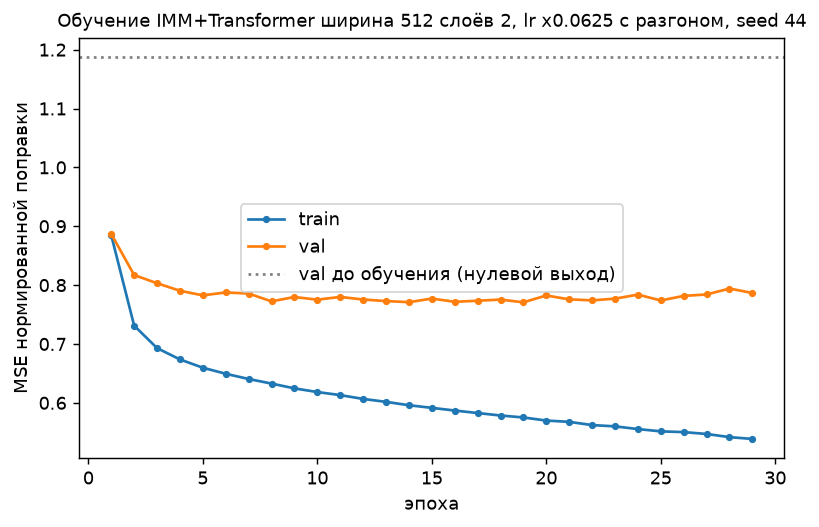 Обучение IMM+Transformer ширина 512 слоёв 2, lr x0.0625 с разгоном, seed 44
MSE нормированной поправки
1.2
1.1
1.0
0.9
0.8
0.7
0.6
train
val
val до обучения (нулевой выход)
0 5 10 15 20 25 30
эпоха